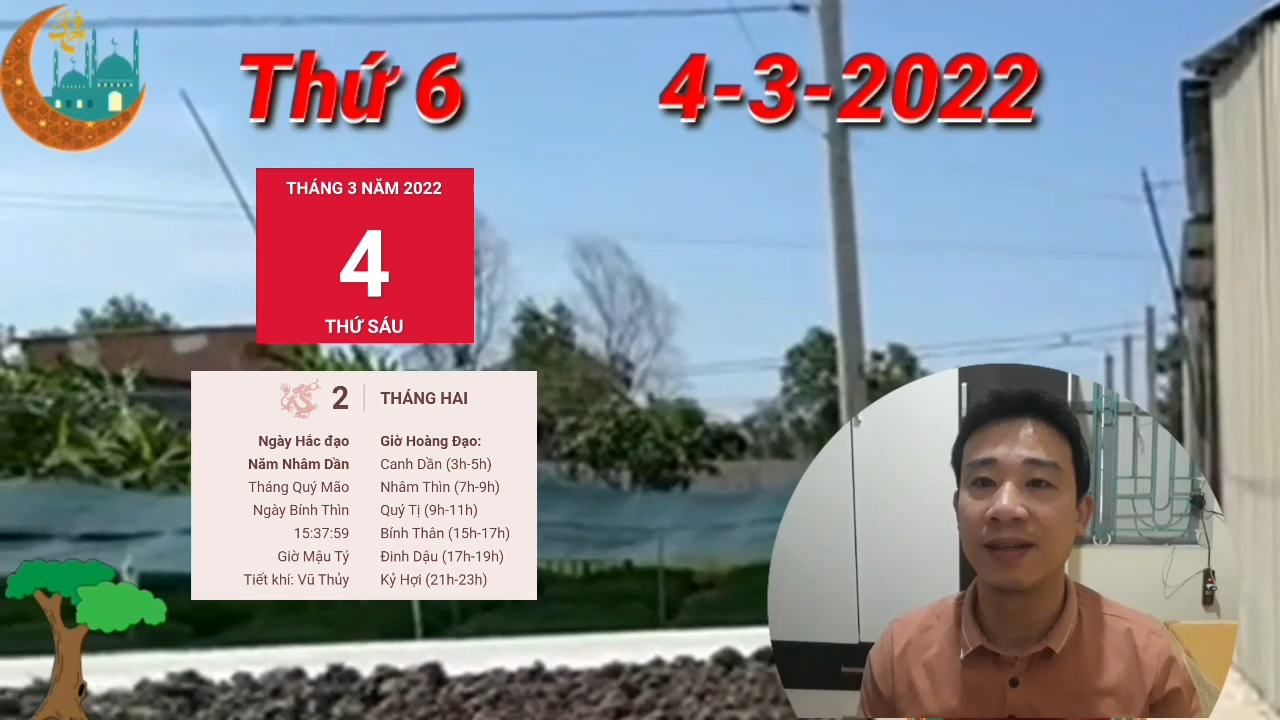 Thứ 6 4-3-2022
THÁNG 3 NĂM 2022
4
THỨ SÁU
2 THÁNG HAI
Ngày Hắc đạo
Năm Nhâm Dần
Tháng Quý Mão
Ngày Bính Thìn
15:37:59
Giờ Mậu Tý
Tiết khí: Vũ Thủy
Giờ Hoàng Đạo:
Canh Dần (3h-5h)
Nhâm Thìn (7h-9h)
Quý Tị (9h-11h)
Bính Thân (15h-17h)
Đinh Dậu (17h-19h)
Kỷ Hợi (21h-23h)